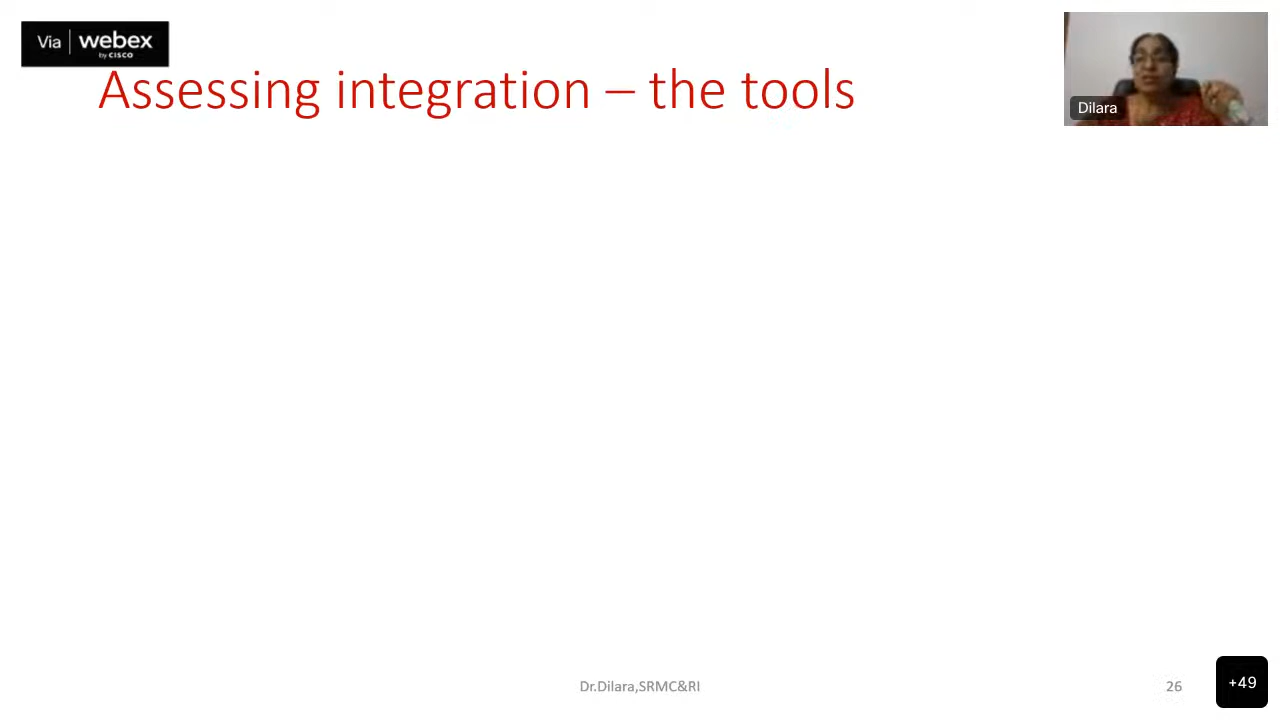 Via webex
by CISCO
Assessing integration – the tools
Dilara
Dr.Dilara,SRMC&RI
26
+49